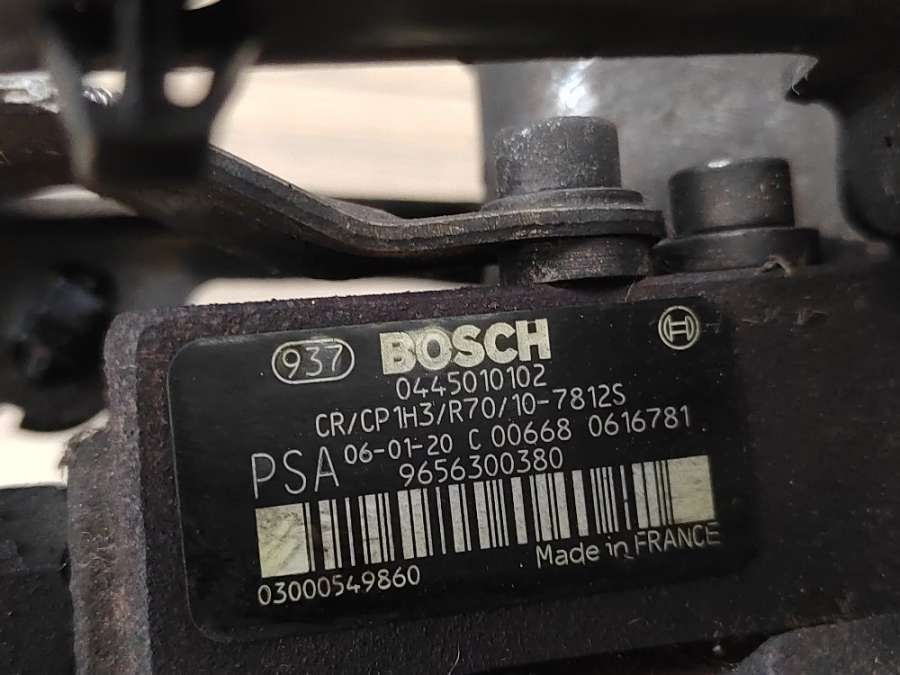 937 BOSCH
0445010102
CR/CP1H3/R70/10-7812S
PSA 06-01-20 C 00668 0616781
9656300380
03000549860 Made in FRANCE